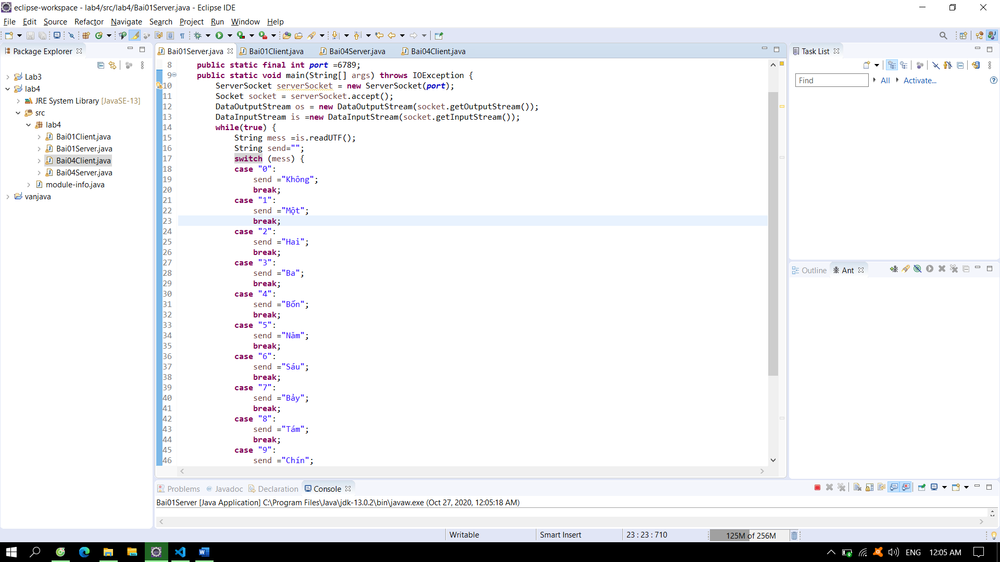 eclipse-workspace - lab4/src/lab4/Bai01Server.java - Eclipse IDE
File Edit Source Refactor Navigate Search Project Run Window Help
Package Explorer
Lab3
lab4
JRE System Library [JavaSE-13]
src
lab4
Bai01Client.java
Bai01Server.java
Bai04Client.java
Bai04Server.java
module-info.java
vanjava
Bai01Server.java Bai01Client.java Bai04Server.java Bai04Client.java
8 public static final int port =6789;
9 public static void main(String[] args) throws IOException {
10 ServerSocket serverSocket = new ServerSocket(port);
11 Socket socket = serverSocket.accept();
12 DataOutputStream os = new DataOutputStream(socket.getOutputStream());
13 DataInputStream is =new DataInputStream(socket.getInputStream());
14 while(true) {
15 String mess =is.readUTF();
16 String send="";
17 switch (mess) {
18 case "0":
19 send ="Không";
20 break;
21 case "1":
22 send ="Một";
23 break;
24 case "2":
25 send ="Hai";
26 break;
27 case "3":
28 send ="Ba";
29 break;
30 case "4":
31 send ="Bốn";
32 break;
33 case "5":
34 send ="Năm";
35 break;
36 case "6":
37 send ="Sáu";
38 break;
39 case "7":
40 send ="Bảy";
41 break;
42 case "8":
43 send ="Tám";
44 break;
45 case "9":
46 send ="Chín";
Task List
Find All Activate...
Outline Ant
Problems Javadoc Declaration Console
Bai01Server [Java Application] C:\Program Files\Java\jdk-13.0.2\bin\javaw.exe (Oct 27, 2020, 12:05:18 AM)
Writable Smart Insert 23 : 23 : 710 125M of 256M
ENG 12:05 AM